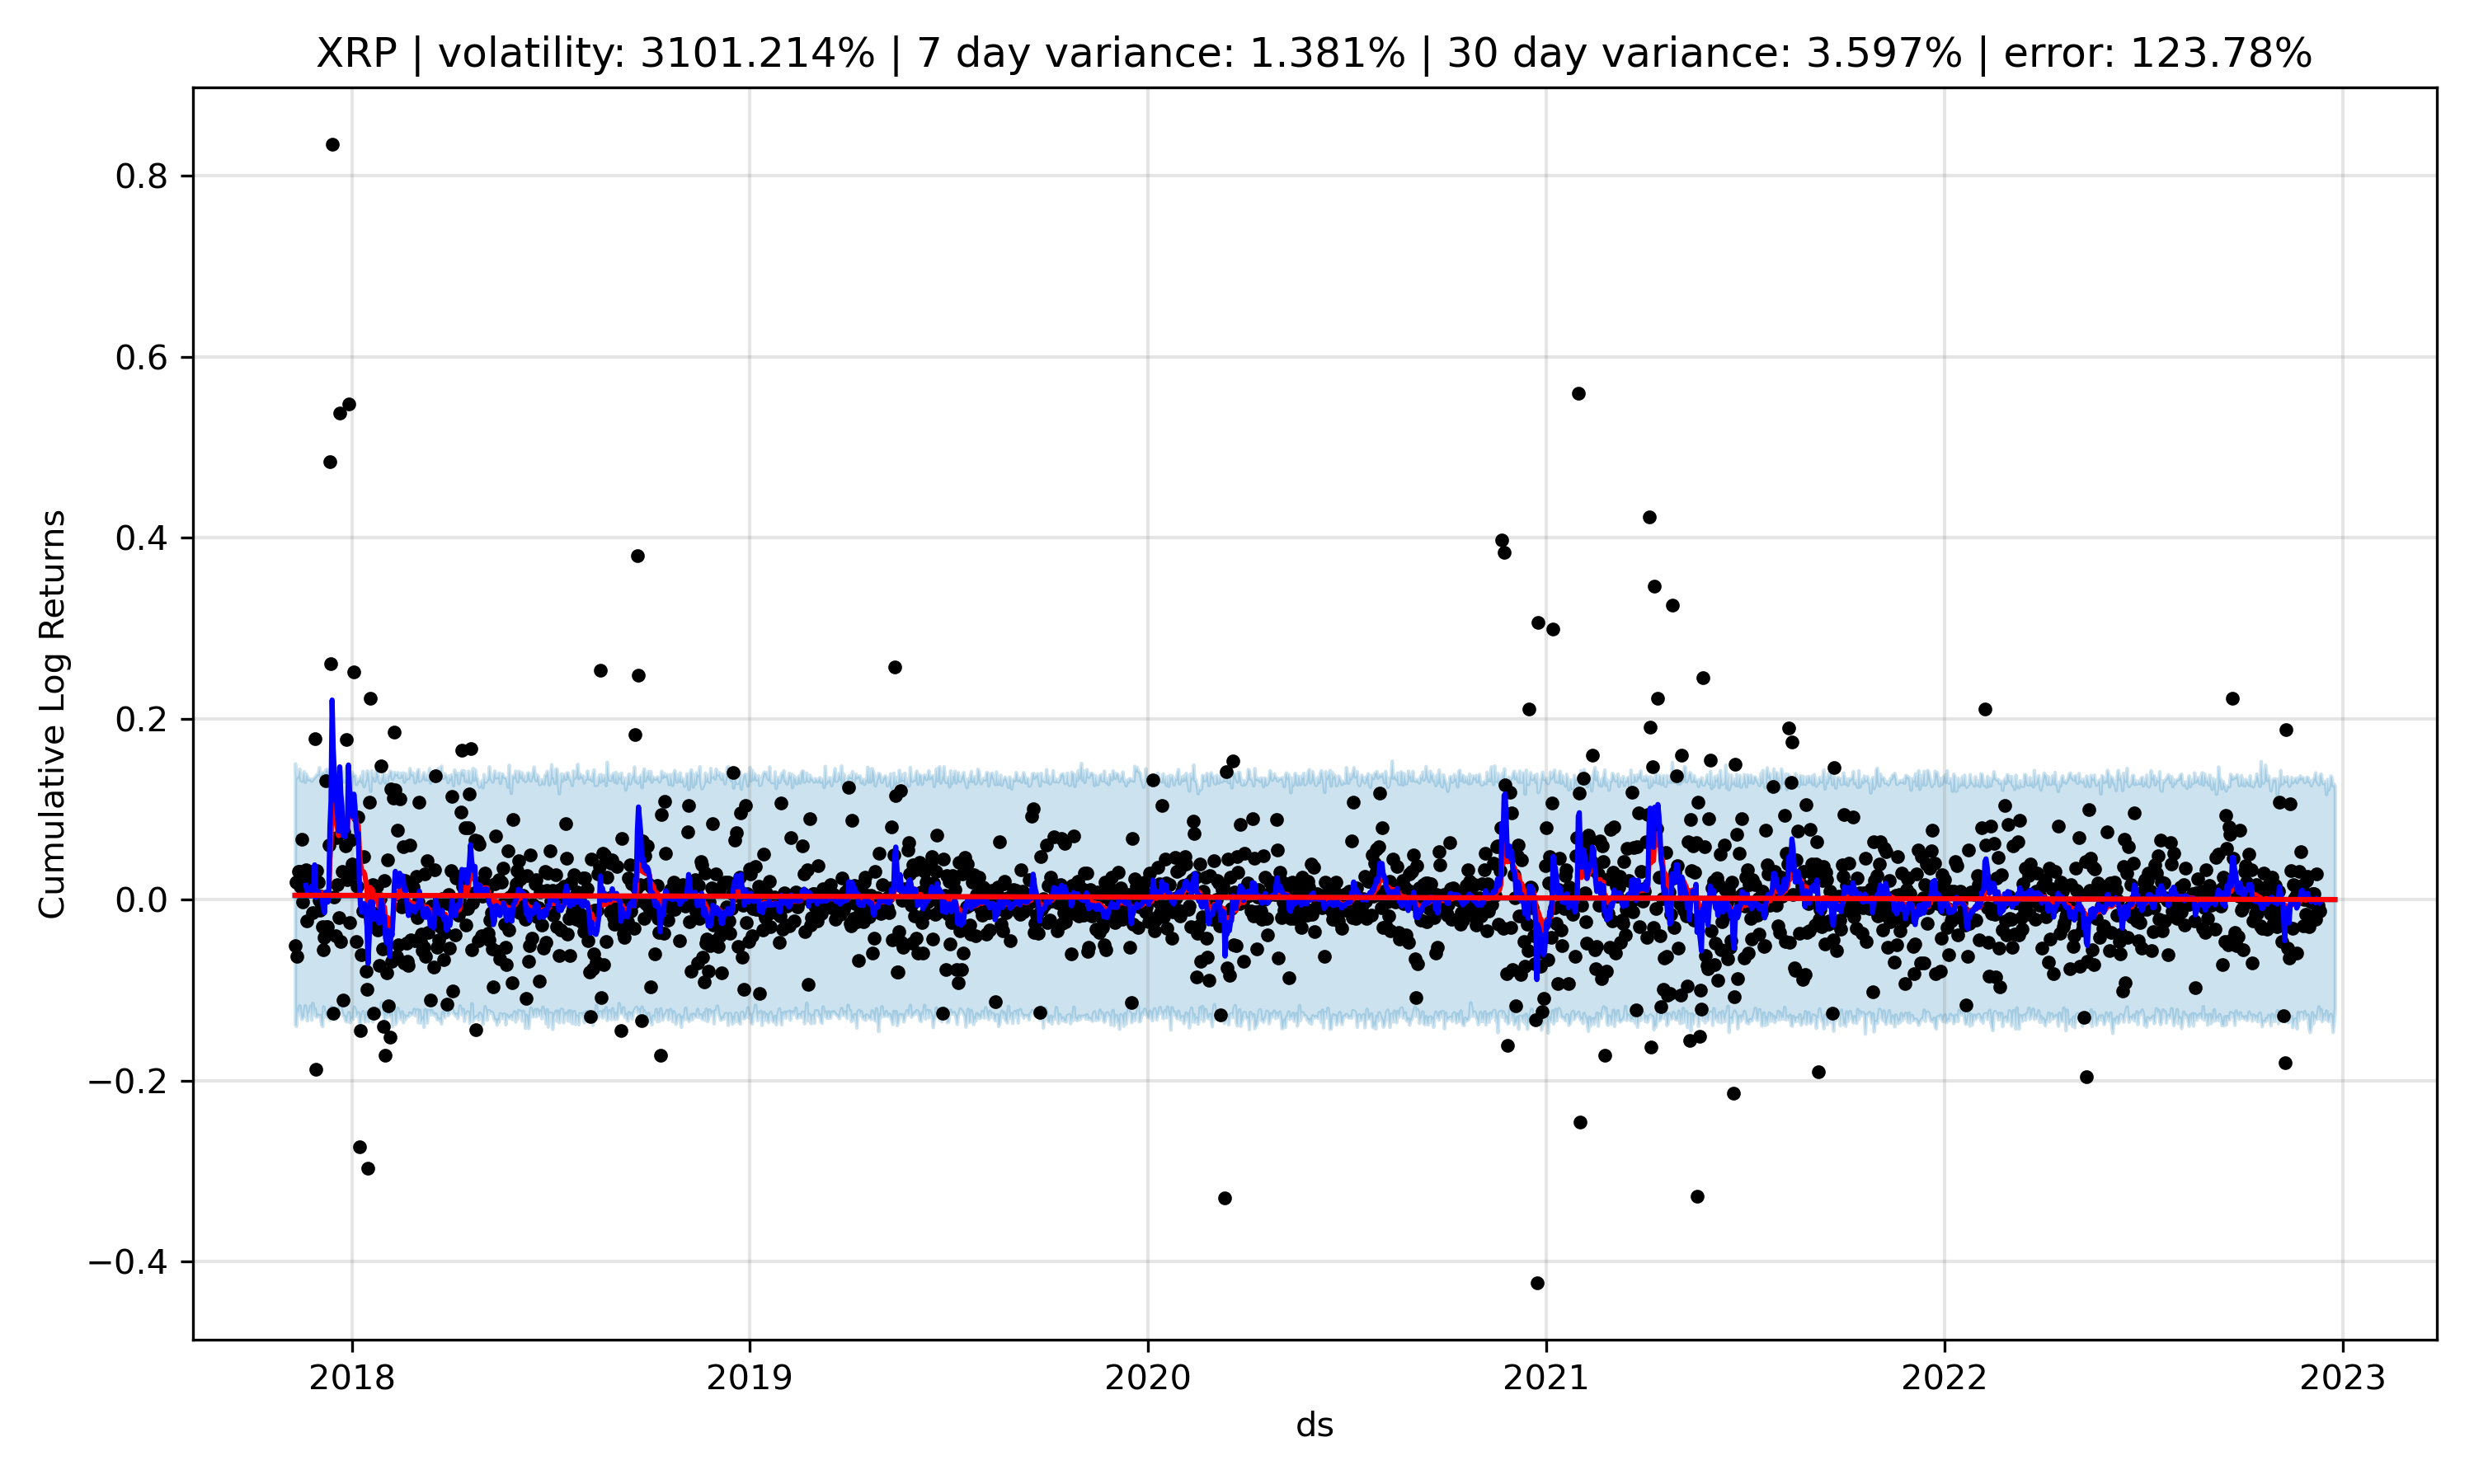 XRP | volatility: 3101.214% | 7 day variance: 1.381% | 30 day variance: 3.597% | error: 123.78%
Cumulative Log Returns
0.8
0.6
0.4
0.2
0.0
−0.2
−0.4
2018 2019 2020 2021 2022 2023
ds